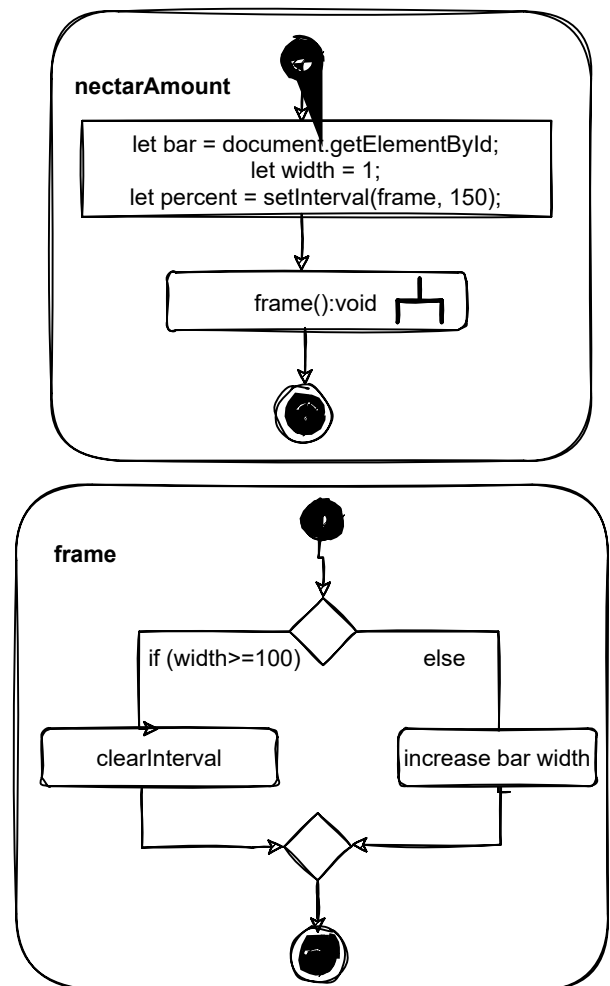 nectarAmount
let bar = document.getElementById;
let width = 1;
let percent = setInterval(frame, 150);
frame():void
frame
if (width>=100)
else
clearInterval
increase bar width